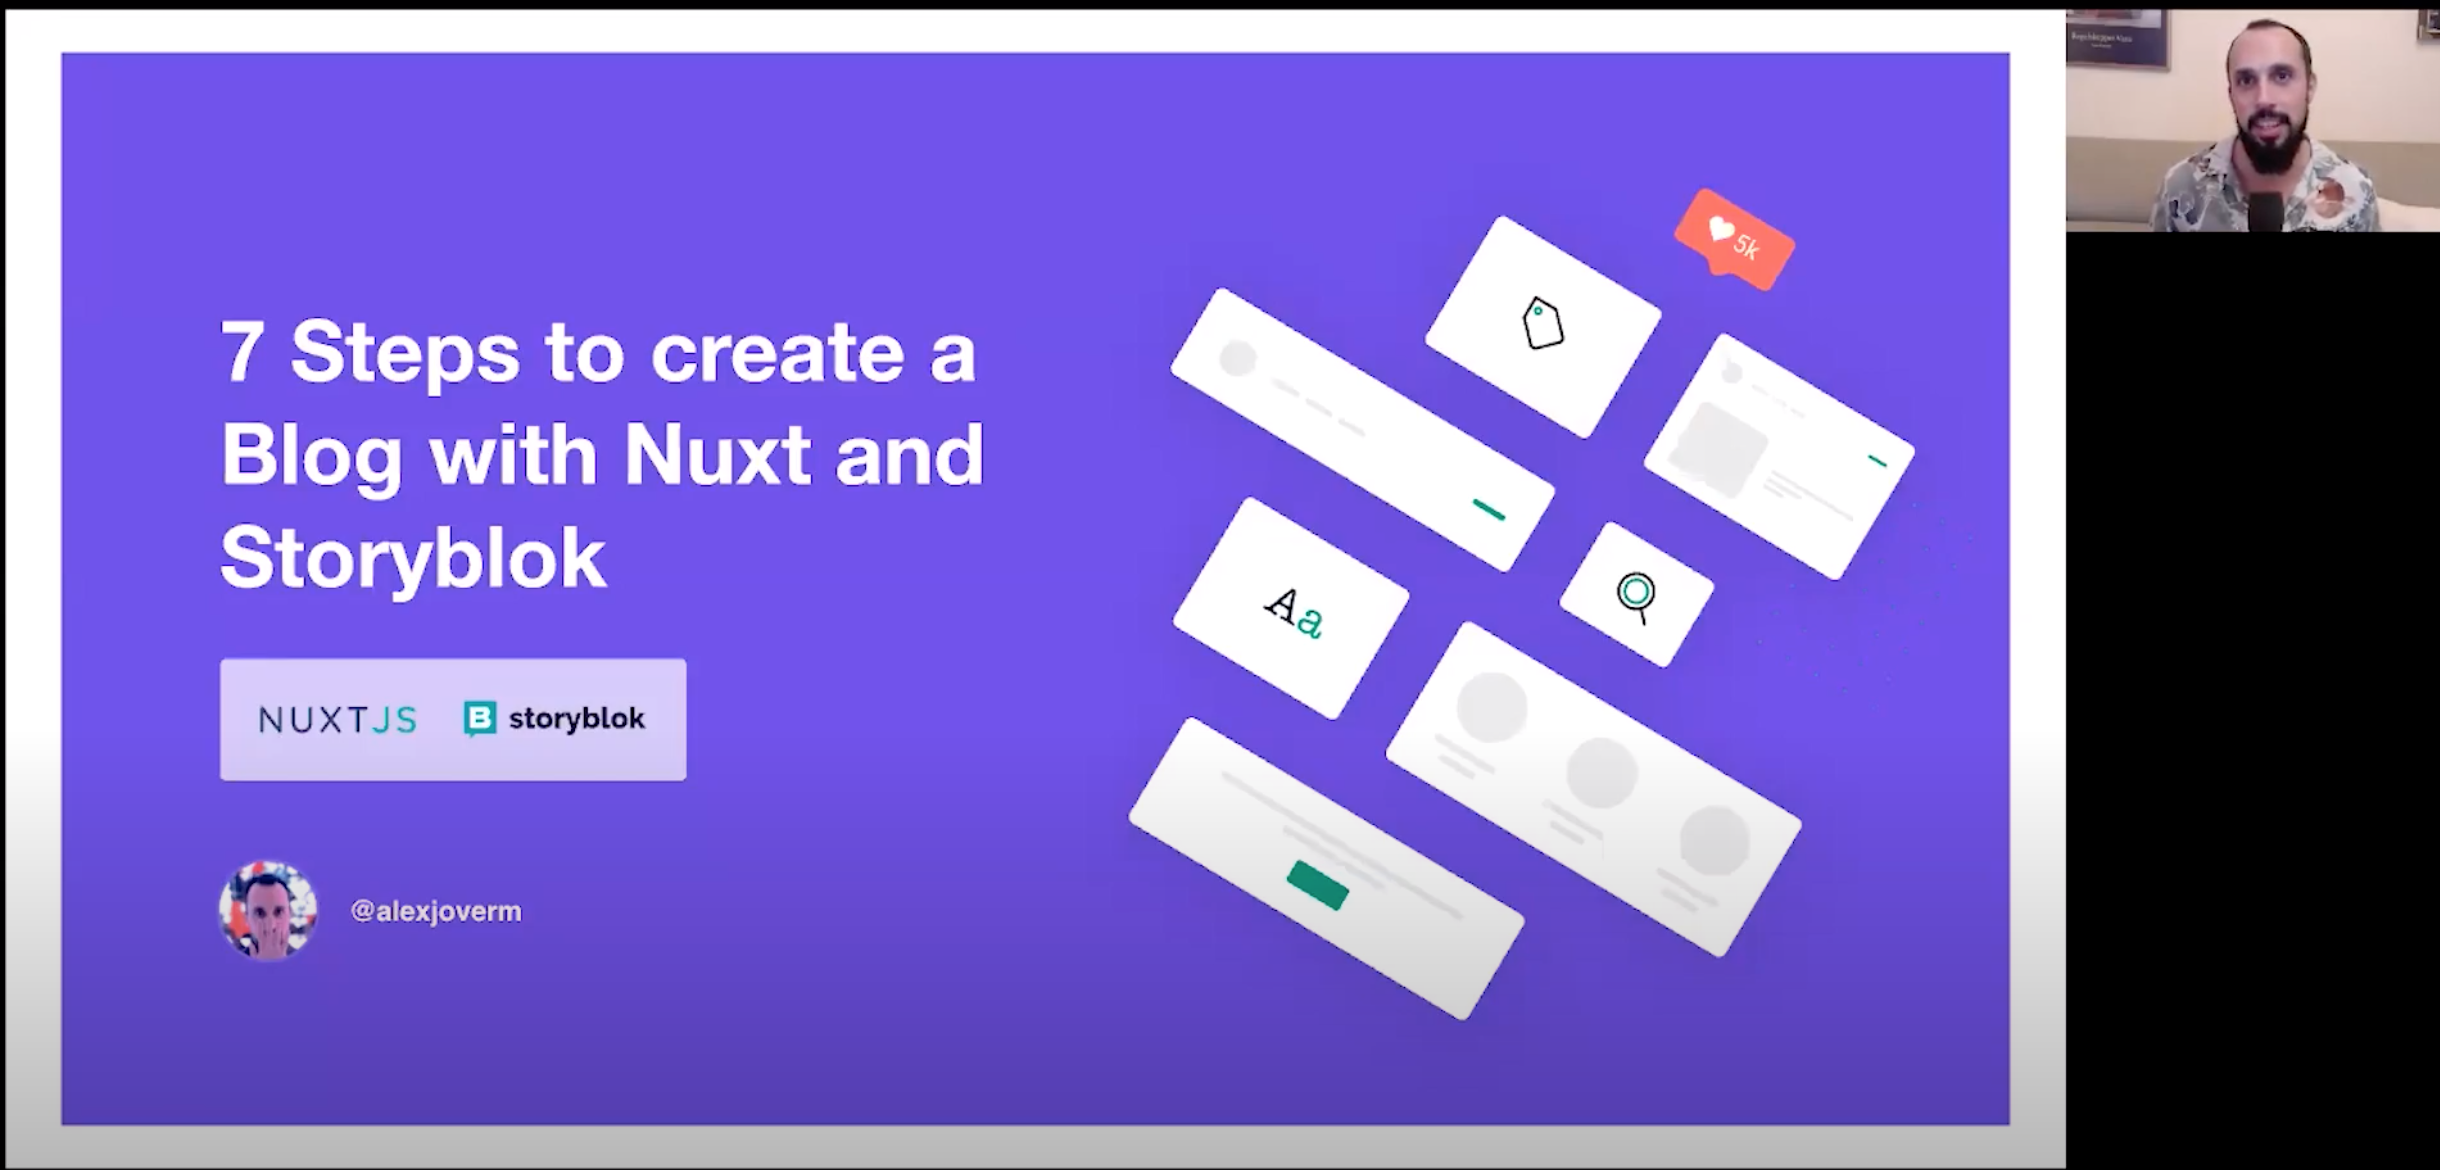 7 Steps to create a
Blog with Nuxt and
Storyblok
NUXTJS
B storyblok
@alexjoverm
5k
Aa